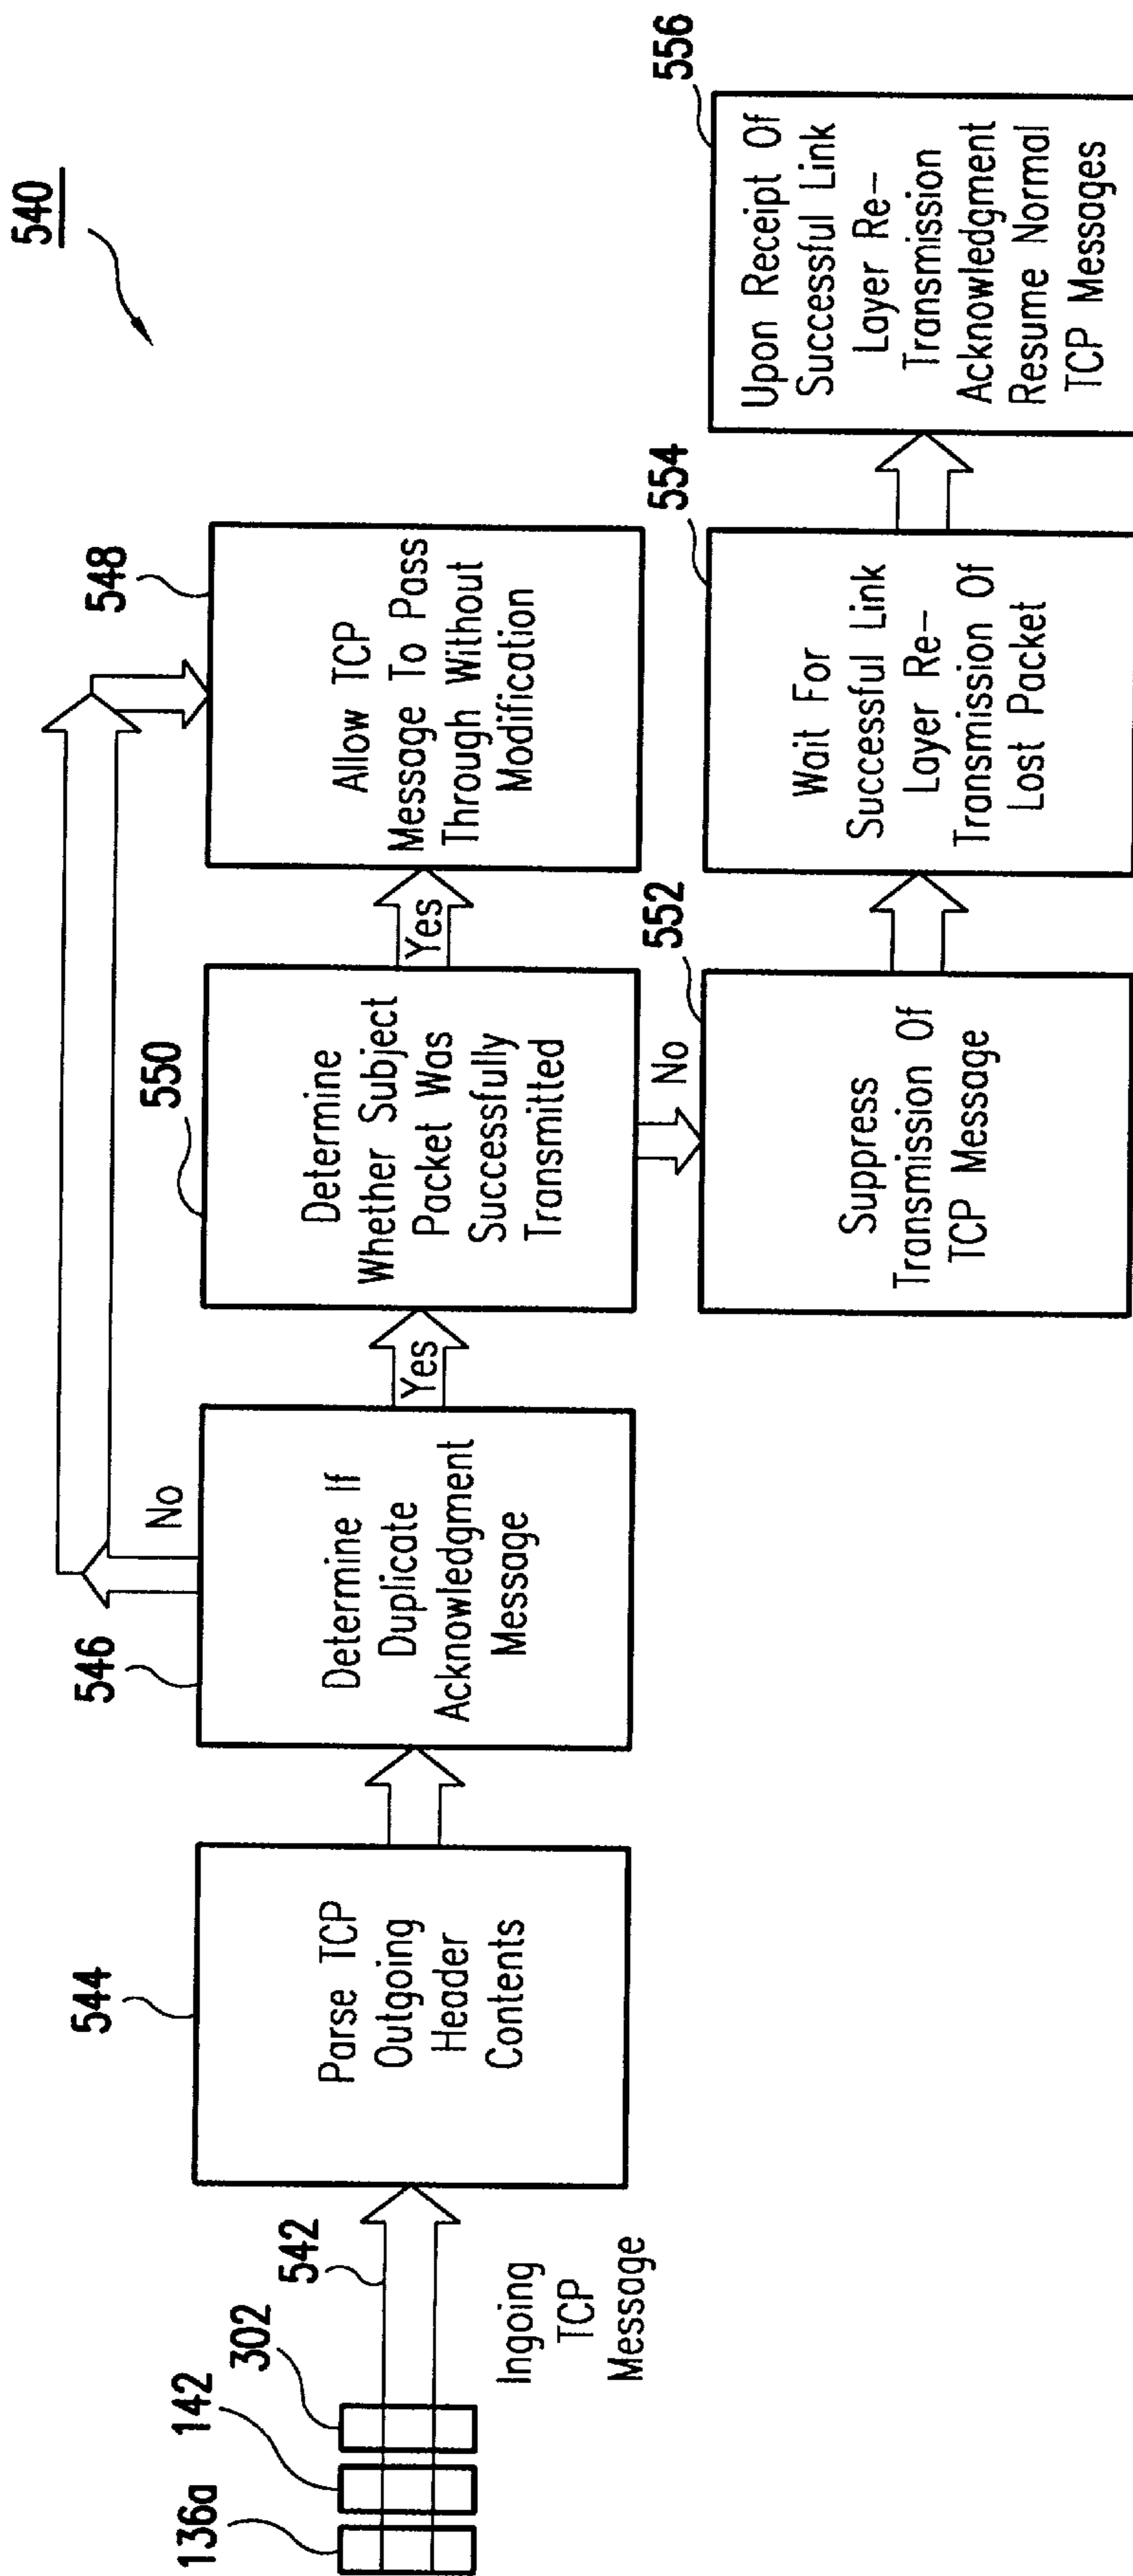 540
136a
142
302
542
Ingoing
TCP
Message
544
Parse TCP
Outgoing
Header
Contents
546
Determine If
Duplicate
Acknowledgment
Message
No
Yes
550
Determine
Whether Subject
Packet Was
Successfully
Transmitted
Yes
No
548
Allow TCP
Message To Pass
Through Without
Modification
552
Suppress
Transmission Of
TCP Message
554
Wait For
Successful Link
Layer Re-
Transmission Of
Lost Packet
556
Upon Receipt Of
Successful Link
Layer Re-
Transmission
Acknowledgment
Resume Normal
TCP Messages